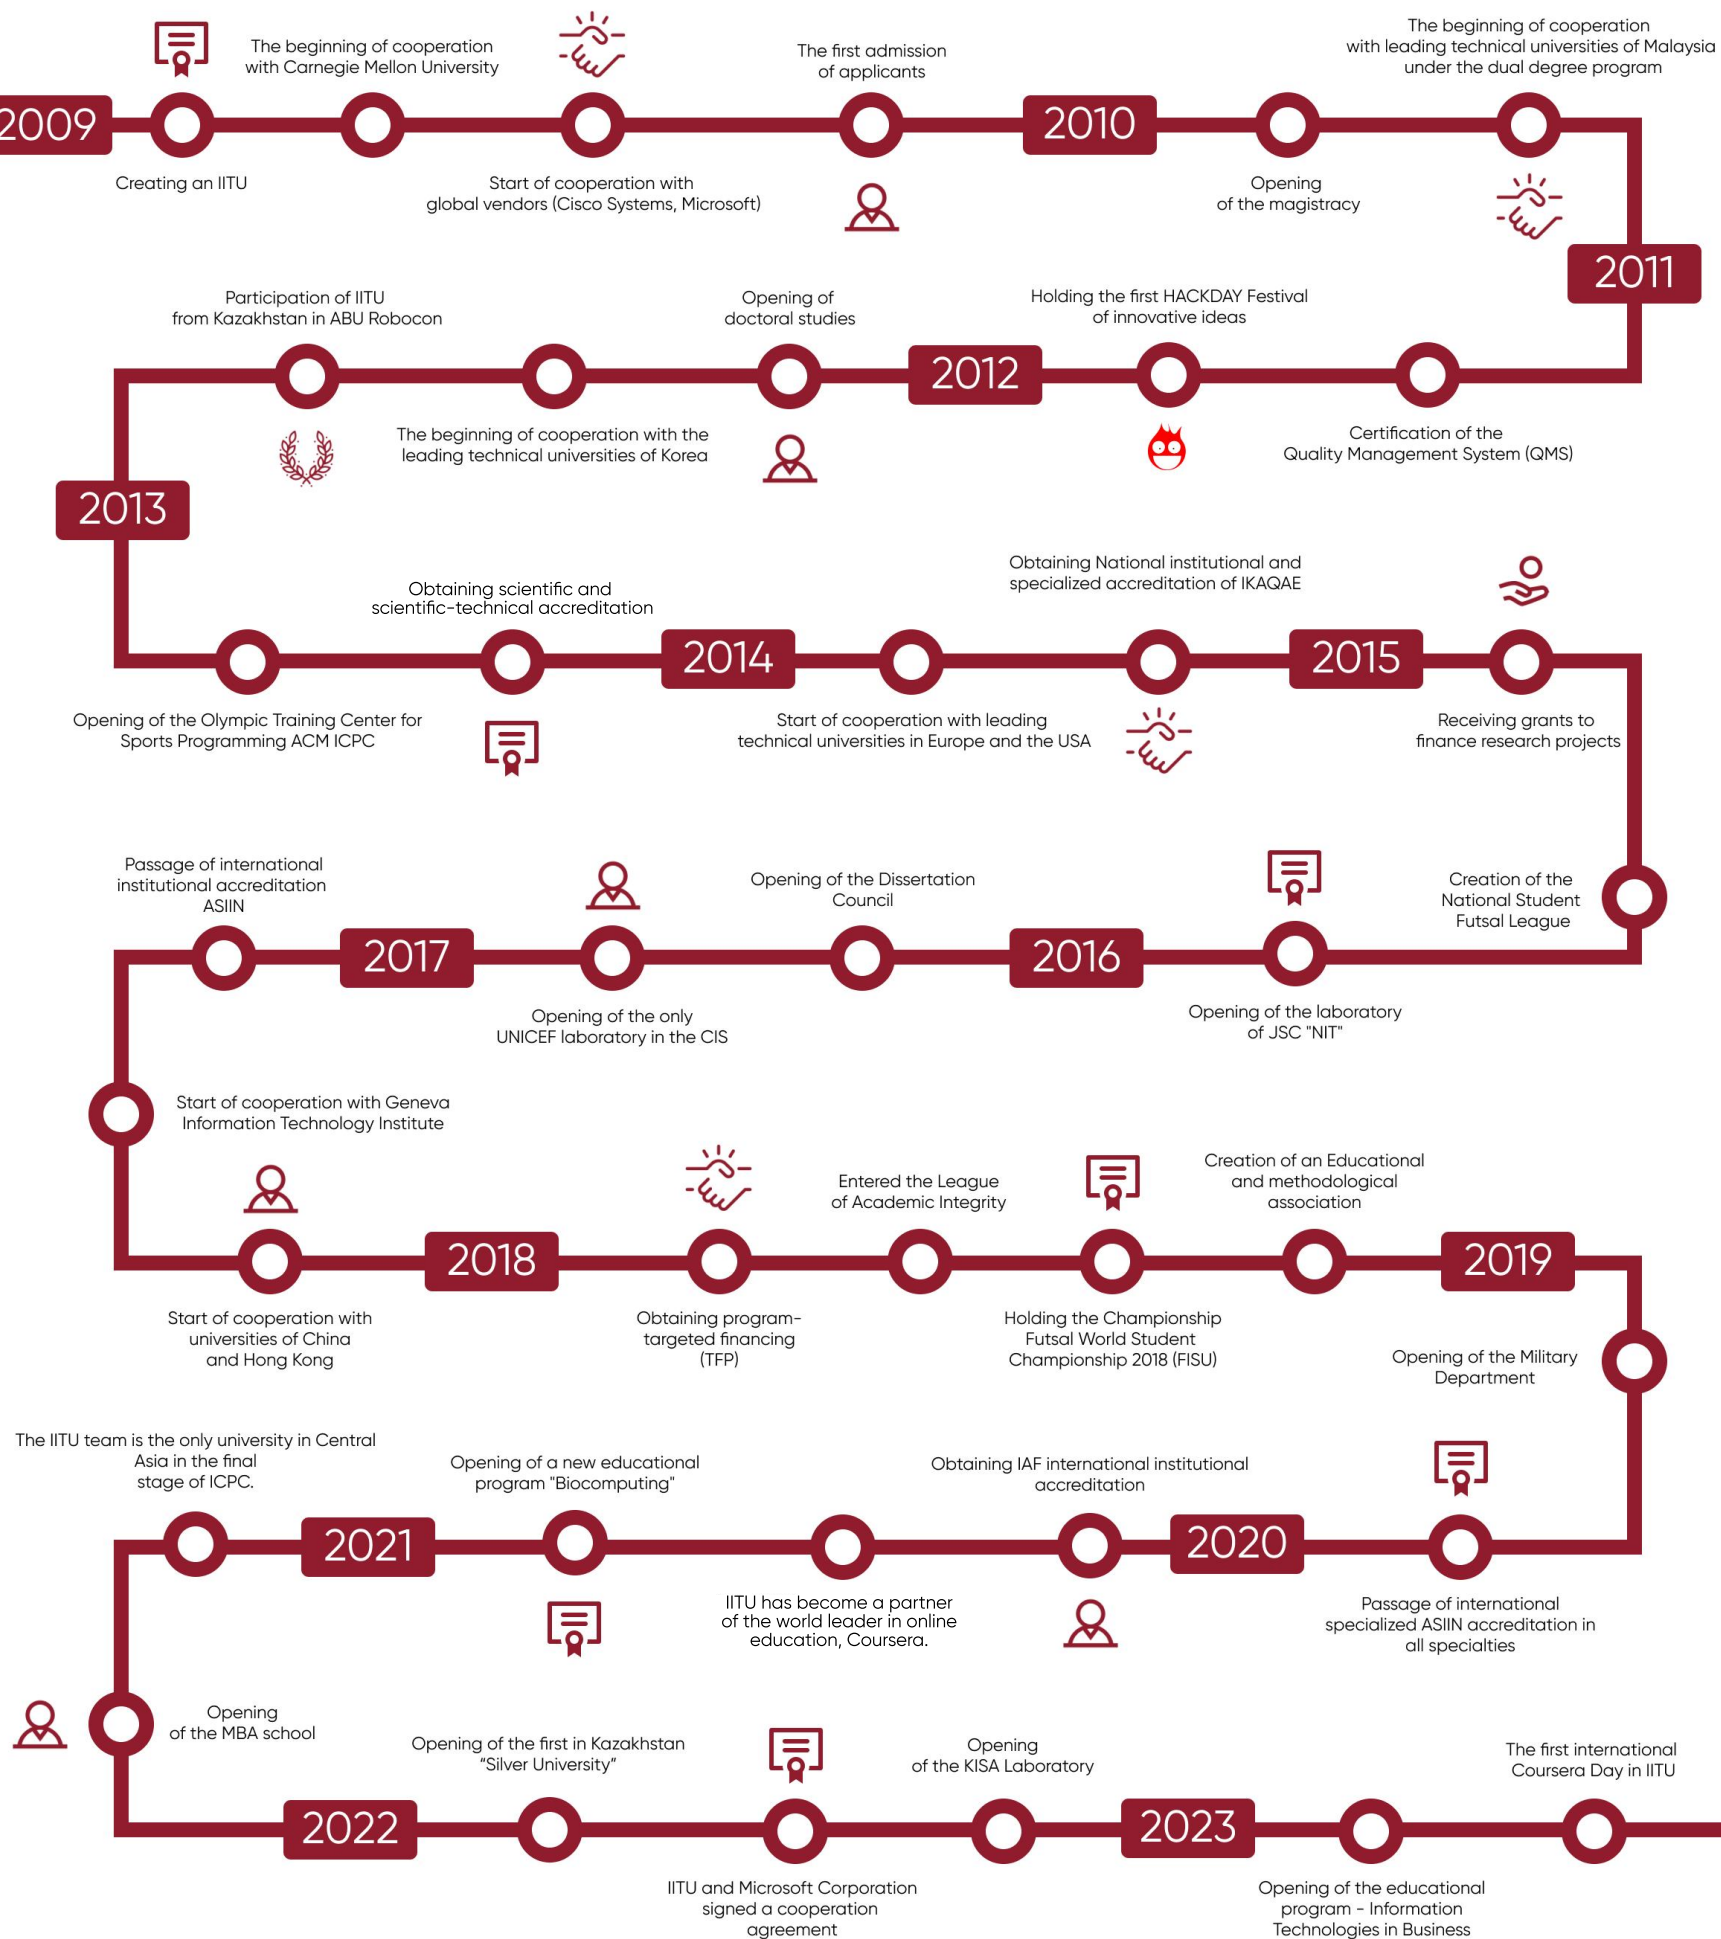 2009
Creating an IITU
The beginning of cooperation
with Carnegie Mellon University
Start of cooperation with
global vendors (Cisco Systems, Microsoft)
The first admission
of applicants
2010
Opening
of the magistracy
The beginning of cooperation
with leading technical universities of Malaysia
under the dual degree program
2011
Certification of the
Quality Management System (QMS)
Holding the first HACKDAY Festival
of innovative ideas
2012
Opening of
doctoral studies
The beginning of cooperation with the
leading technical universities of Korea
Participation of IITU
from Kazakhstan in ABU Robocon
2013
Opening of the Olympic Training Center for
Sports Programming ACM ICPC
Obtaining scientific and
scientific-technical accreditation
2014
Start of cooperation with leading
technical universities in Europe and the USA
Obtaining National institutional and
specialized accreditation of IKAQAE
2015
Receiving grants to
finance research projects
Creation of the
National Student
Futsal League
Opening of the laboratory
of JSC "NIT"
2016
Opening of the Dissertation
Council
Opening of the only
UNICEF laboratory in the CIS
2017
Passage of international
institutional accreditation
ASIIN
Start of cooperation with Geneva
Information Technology Institute
Start of cooperation with
universities of China
and Hong Kong
2018
Obtaining program-
targeted financing
(TFP)
Entered the League
of Academic Integrity
Holding the Championship
Futsal World Student
Championship 2018 (FISU)
Creation of an Educational
and methodological
association
2019
Opening of the Military
Department
Passage of international
specialized ASIIN accreditation in
all specialties
2020
Obtaining IAF international institutional
accreditation
IITU has become a partner
of the world leader in online
education, Coursera.
Opening of a new educational
program "Biocomputing"
2021
The IITU team is the only university in Central
Asia in the final
stage of ICPC.
Opening
of the MBA school
2022
Opening of the first in Kazakhstan
“Silver University”
IITU and Microsoft Corporation
signed a cooperation
agreement
Opening
of the KISA Laboratory
2023
Opening of the educational
program - Information
Technologies in Business
The first international
Coursera Day in IITU